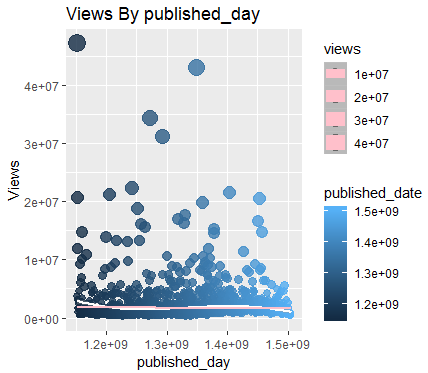 Views By published_day
Views
4e+07
3e+07
2e+07
1e+07
0e+00
1.2e+09
1.3e+09
1.4e+09
1.5e+09
published_day
views
1e+07
2e+07
3e+07
4e+07
published_date
1.5e+09
1.4e+09
1.3e+09
1.2e+09